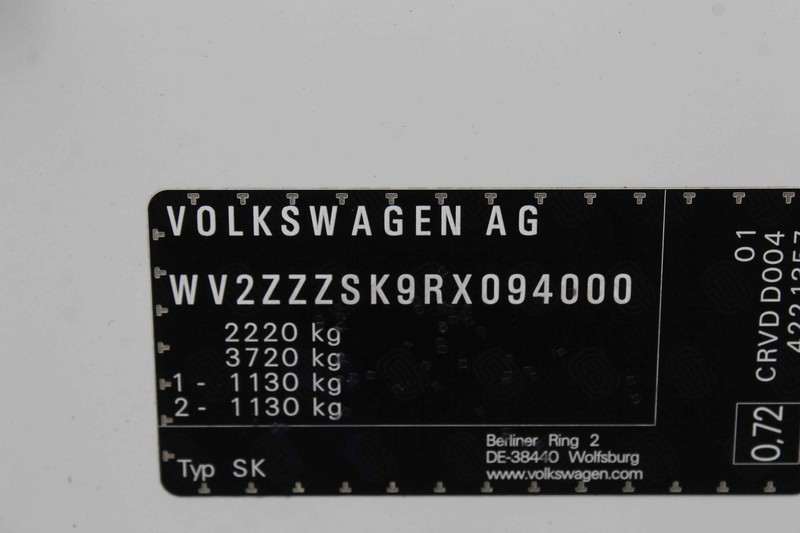 VOLKSWAGEN AG
WV2ZZZSK9RX094000
2220 kg
3720 kg
1 - 1130 kg
2 - 1130 kg
Typ SK
Berliner Ring 2
DE-38440 Wolfsburg
www.volkswagen.com
01
CRVD D004
0,72